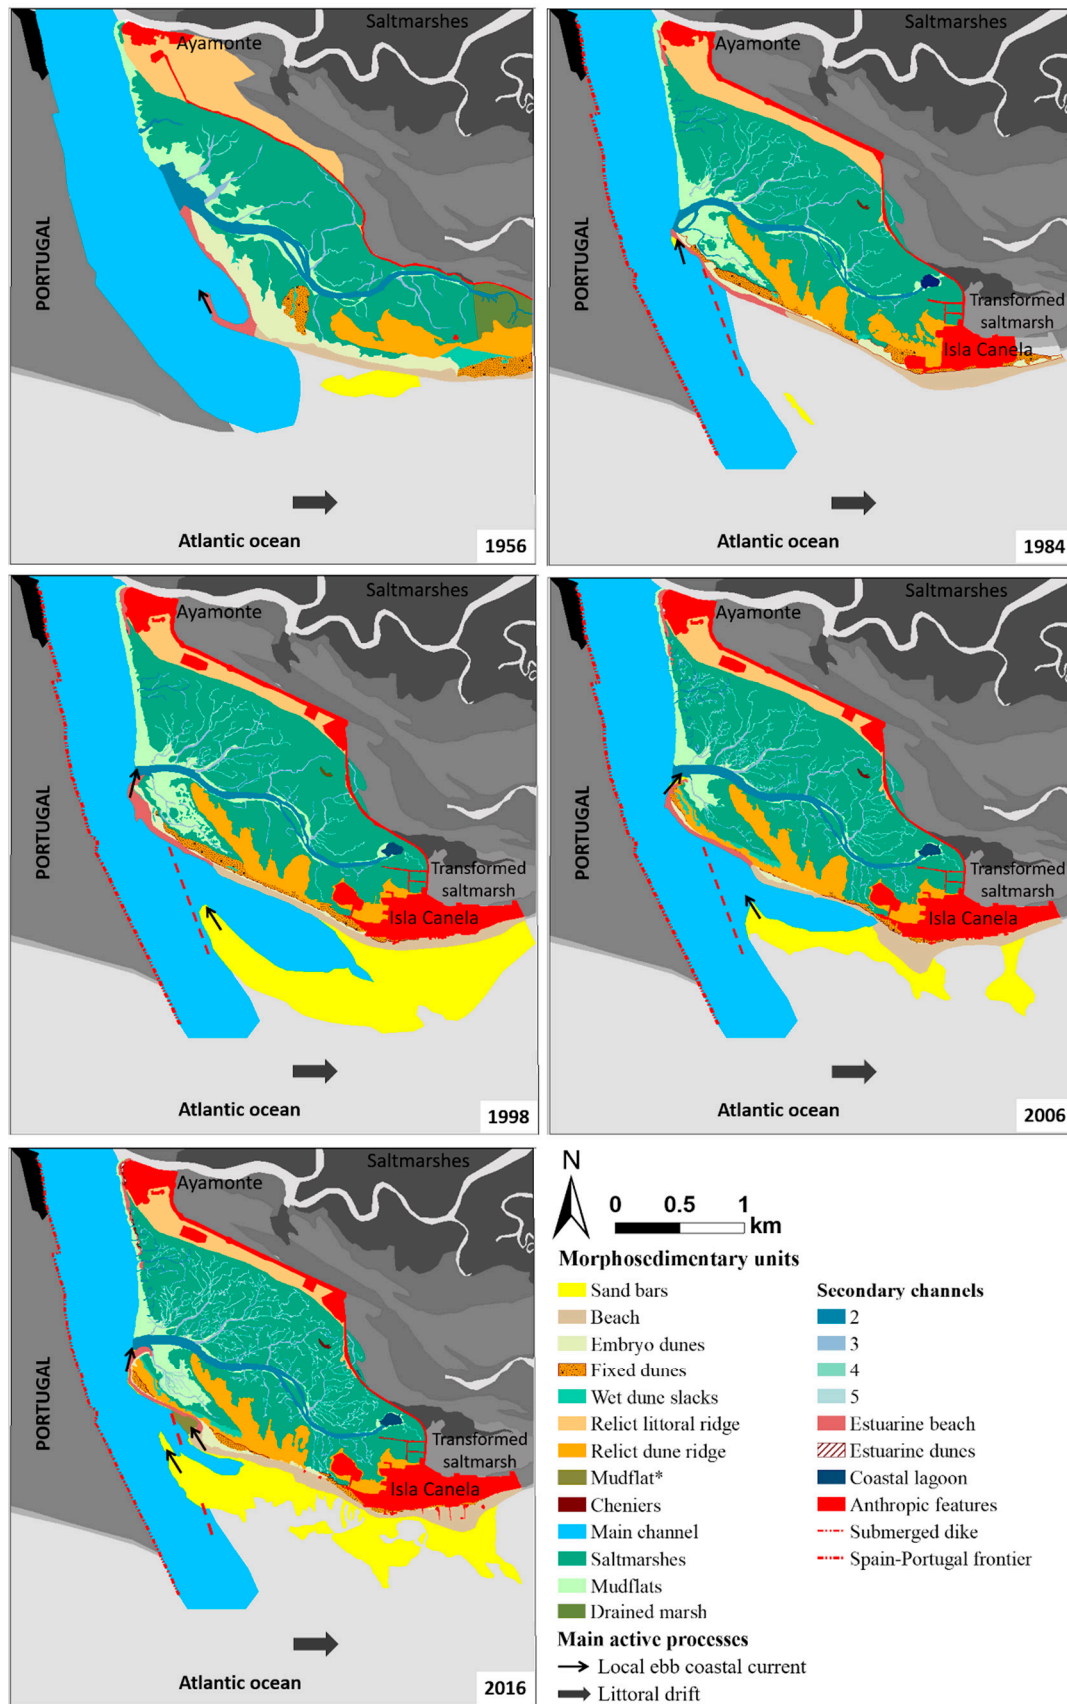 Saltmarshes
Ayamonte
PORTUGAL
Atlantic ocean
1956
Saltmarshes
Ayamonte
PORTUGAL
Transformed
saltmarsh
Isla Canela
Atlantic ocean
1984
Saltmarshes
Ayamonte
PORTUGAL
Transformed
saltmarsh
Isla Canela
Atlantic ocean
1998
Saltmarshes
Ayamonte
PORTUGAL
Transformed
saltmarsh
Isla Canela
Atlantic ocean
2006
Saltmarshes
Ayamonte
PORTUGAL
Transformed
saltmarsh
Isla Canela
Atlantic ocean
2016
N
0 0.5 1
km
Morphosedimentary units
Sand bars
Beach
Embryo dunes
Fixed dunes
Wet dune slacks
Relict littoral ridge
Relict dune ridge
Mudflat*
Cheniers
Main channel
Saltmarshes
Mudflats
Drained marsh
Secondary channels
2
3
4
5
Estuarine beach
Estuarine dunes
Coastal lagoon
Anthropic features
Submerged dike
Spain-Portugal frontier
Main active processes
Local ebb coastal current
Littoral drift